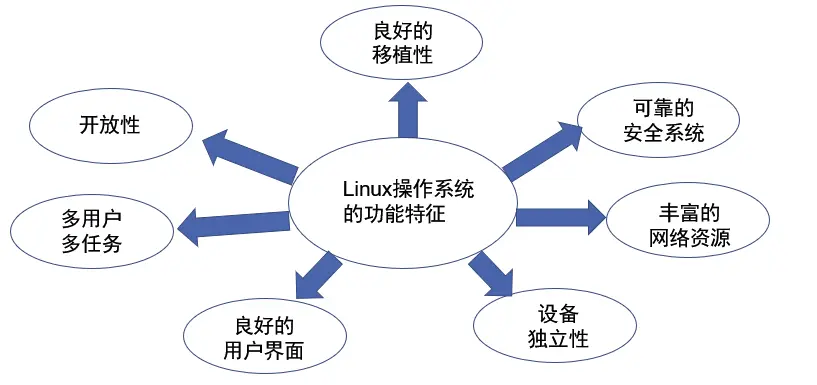 良好的
移植性
开放性
可靠的
安全系统
Linux操作系统
的功能特征
多用户
多任务
丰富的
网络资源
良好的
用户界面
设备
独立性